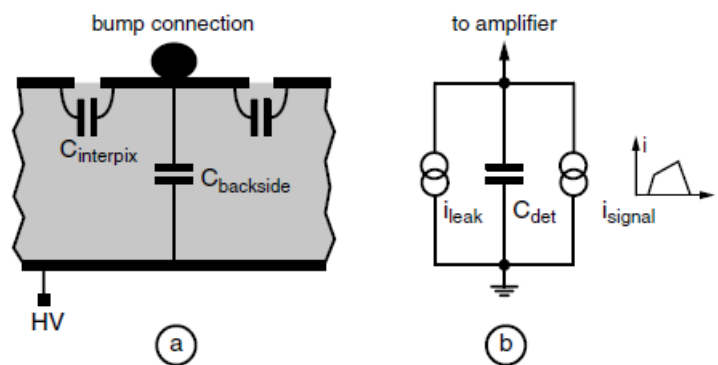 bump connection
C_interpix
C_backside
HV
a
to amplifier
i_leak
C_det
i_signal
i
b